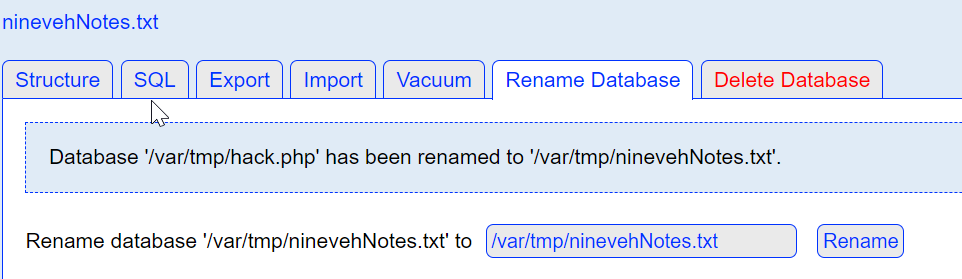 ninevehNotes.txt
Structure SQL Export Import Vacuum Rename Database Delete Database
Database '/var/tmp/hack.php' has been renamed to '/var/tmp/ninevehNotes.txt'.
Rename database '/var/tmp/ninevehNotes.txt' to /var/tmp/ninevehNotes.txt Rename